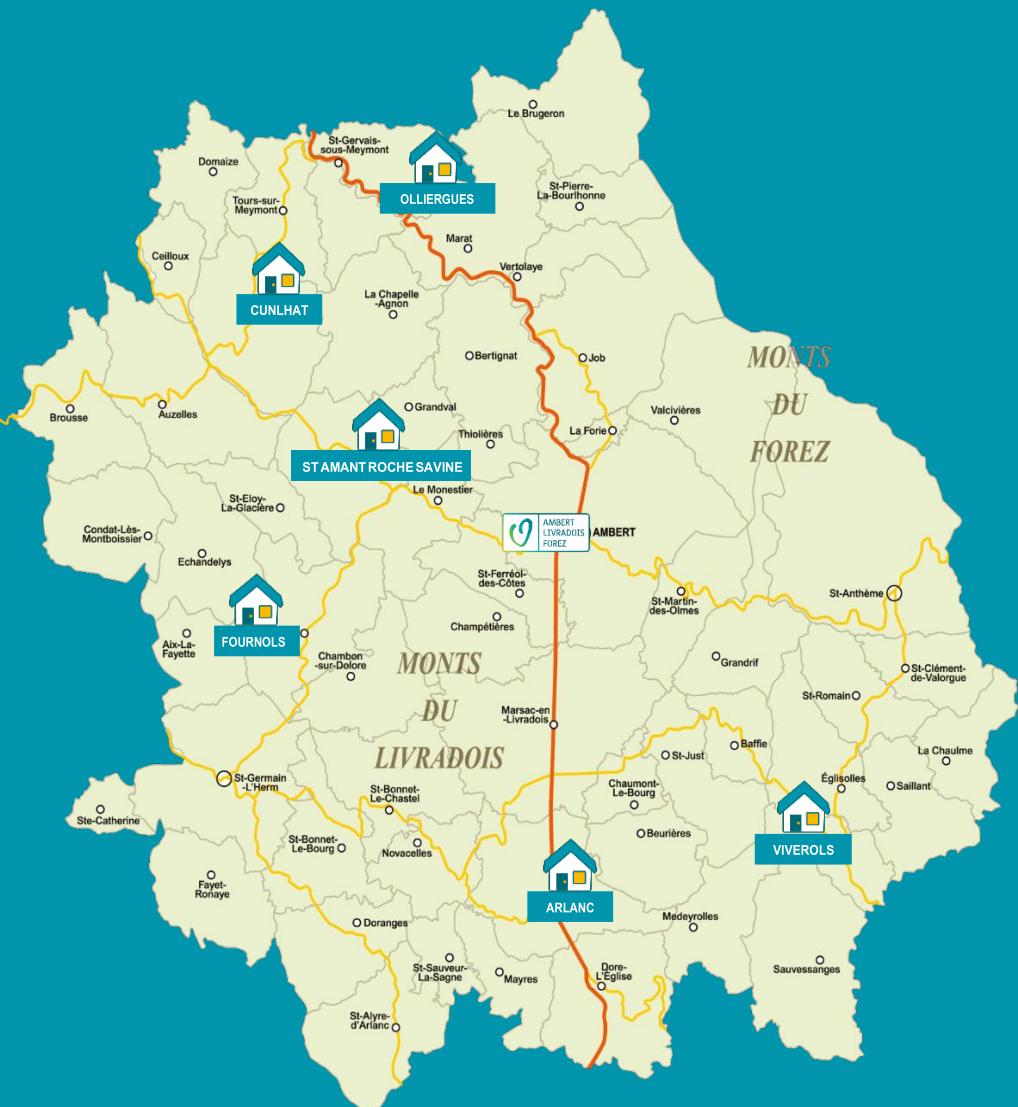 Le Brugeron
St-Gervais-
sous-Meymont
Domaize
OLLIERGUES
St-Pierre-
La-Bourlhonne
Tours-sur-
Meymont
Marat
Ceilloux
Vertolaye
CUNLHAT
La Chapelle
-Agnon
Bertignat
Job
MONTS
DU
FOREZ
Brousse
Auzelles
Grandval
Valcivières
La Forie
Thiolières
ST AMANT ROCHE SAVINE
Le Monestier
St-Eloy-
La-Glacière
Condat-Lès-
Montboissier
AMBERT
LIVRADOIS
FOREZ
AMBERT
Echandelys
St-Ferréol-
des-Côtes
St-Anthème
St-Martin-
des-Olmes
Champétières
FOURNOLS
Aix-La-
Fayette
Chambon
-sur-Dolore
MONTS
DU
LIVRADOIS
Grandrif
St-Clément-
de-Valorgue
St-Romain
Marsac-en
-Livradois
Baffie
St-Just
La Chaulme
St-Germain
-L'Herm
Églisolles
Saillant
St-Bonnet-
Le-Chastel
Chaumont-
Le-Bourg
Ste-Catherine
Beurières
St-Bonnet-
Le-Bourg
Novacelles
VIVEROLS
Fayet-
Ronaye
ARLANC
Medeyrolles
Doranges
St-Sauveur-
La-Sagne
Mayres
Dore-
L'Église
Sauvessanges
St-Alyre-
d'Arlanc